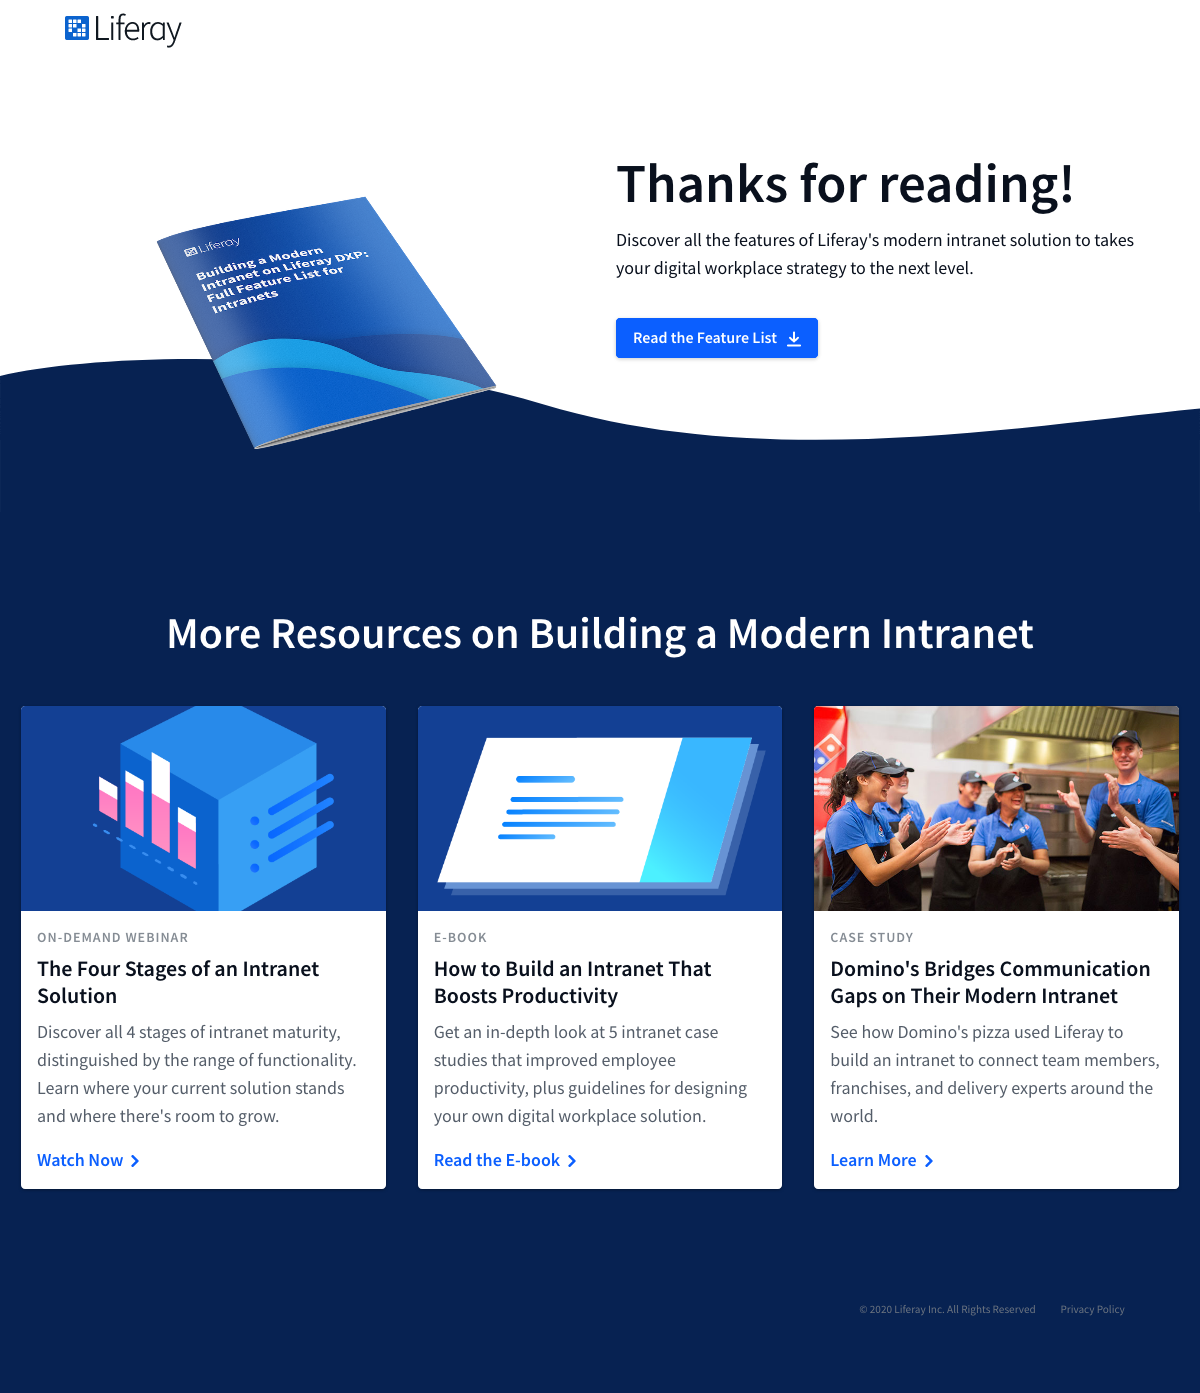 Liferay
Thanks for reading!
Discover all the features of Liferay's modern intranet solution to takes
your digital workplace strategy to the next level.
Read the Feature List
Liferay
Building a Modern
Intranet on Liferay DXP:
Full Feature List for
Intranets
More Resources on Building a Modern Intranet
ON-DEMAND WEBINAR
The Four Stages of an Intranet
Solution
Discover all 4 stages of intranet maturity,
distinguished by the range of functionality.
Learn where your current solution stands
and where there's room to grow.
Watch Now
E-BOOK
How to Build an Intranet That
Boosts Productivity
Get an in-depth look at 5 intranet case
studies that improved employee
productivity, plus guidelines for designing
your own digital workplace solution.
Read the E-book
CASE STUDY
Domino's Bridges Communication
Gaps on Their Modern Intranet
See how Domino's pizza used Liferay to
build an intranet to connect team members,
franchises, and delivery experts around the
world.
Learn More
© 2020 Liferay Inc. All Rights Reserved
Privacy Policy